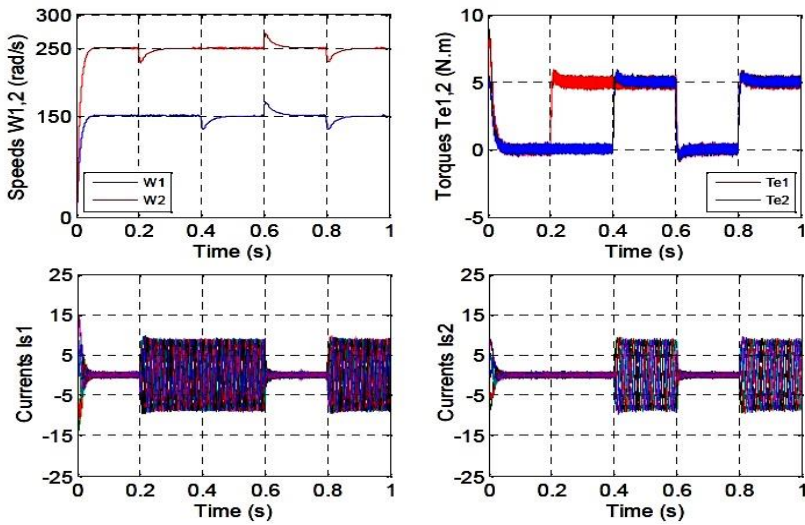 Speeds W1,2 (rad/s)
300
250
150
0
W1
W2
0 0.2 0.4 0.6 0.8 1
Time (s)
Torques Te1,2 (N.m)
10
5
0
-5
Te1
Te2
0 0.2 0.4 0.6 0.8 1
Time (s)
Currents Is1
25
15
5
-5
-15
-25
0 0.2 0.4 0.6 0.8 1
Time (s)
Currents Is2
25
15
5
-5
-15
-25
0 0.2 0.4 0.6 0.8 1
Time (s)